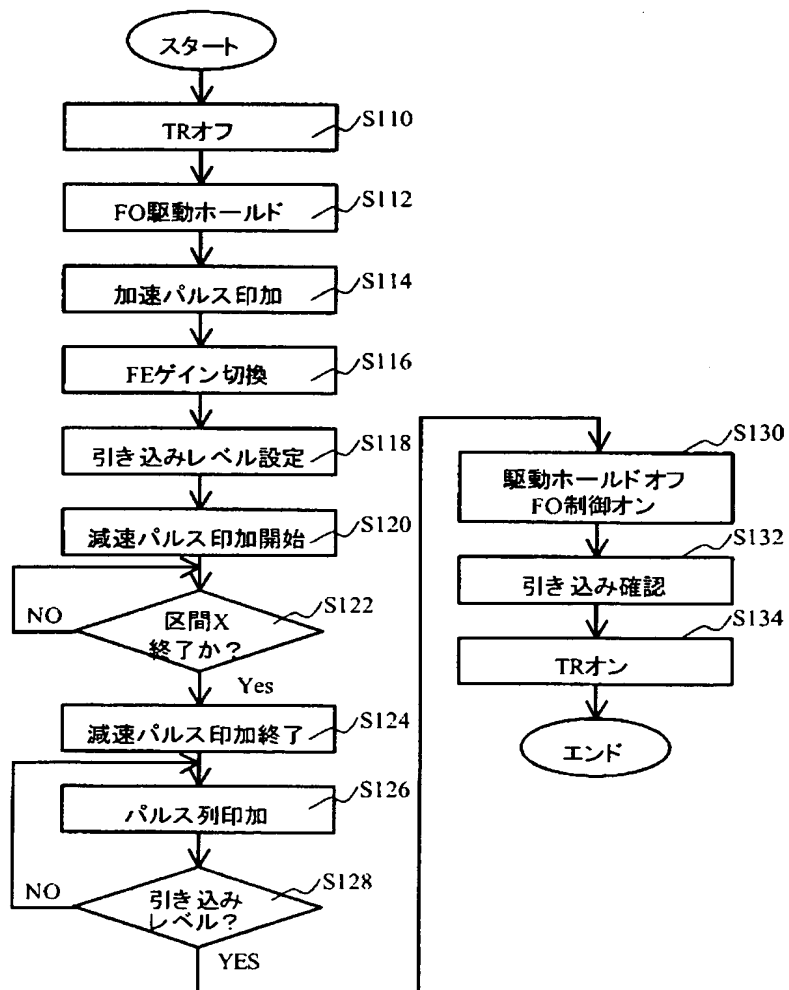 スタート
TRオフ
S110
FO駆動ホールド
S112
加速パルス印加
S114
FEゲイン切換
S116
引き込みレベル設定
S118
減速パルス印加開始
S120
区間X
終了か?
S122
NO
Yes
減速パルス印加終了
S124
パルス列印加
S126
引き込み
レベル?
S128
NO
YES
駆動ホールドオフ
FO制御オン
S130
引き込み確認
S132
TRオン
S134
エンド